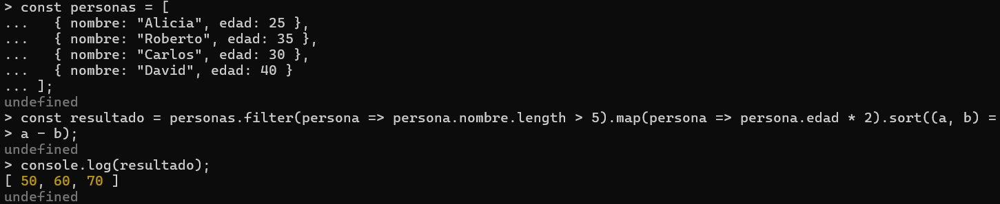 > const personas = [
...   { nombre: "Alicia", edad: 25 },
...   { nombre: "Roberto", edad: 35 },
...   { nombre: "Carlos", edad: 30 },
...   { nombre: "David", edad: 40 }
... ];
undefined
> const resultado = personas.filter(persona => persona.nombre.length > 5).map(persona => persona.edad * 2).sort((a, b) =
> a - b);
undefined
> console.log(resultado);
[ 50, 60, 70 ]
undefined